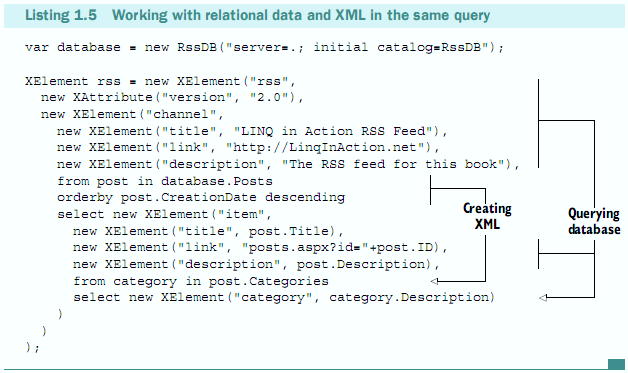 Listing 1.5 Working with relational data and XML in the same query
var database = new RssDB("server=.; initial catalog=RssDB");
XElement rss = new XElement("rss",
new XAttribute("version", "2.0"),
new XElement("channel",
new XElement("title", "LINQ in Action RSS Feed"),
new XElement("link", "http://LinqInAction.net"),
new XElement("description", "The RSS feed for this book"),
from post in database.Posts
orderby post.CreationDate descending
select new XElement("item",
new XElement("title", post.Title),
new XElement("link", "posts.aspx?id="+post.ID),
new XElement("description", post.Description),
from category in post.Categories
select new XElement("category", category.Description)
)
)
);
Creating
XML
Querying
database